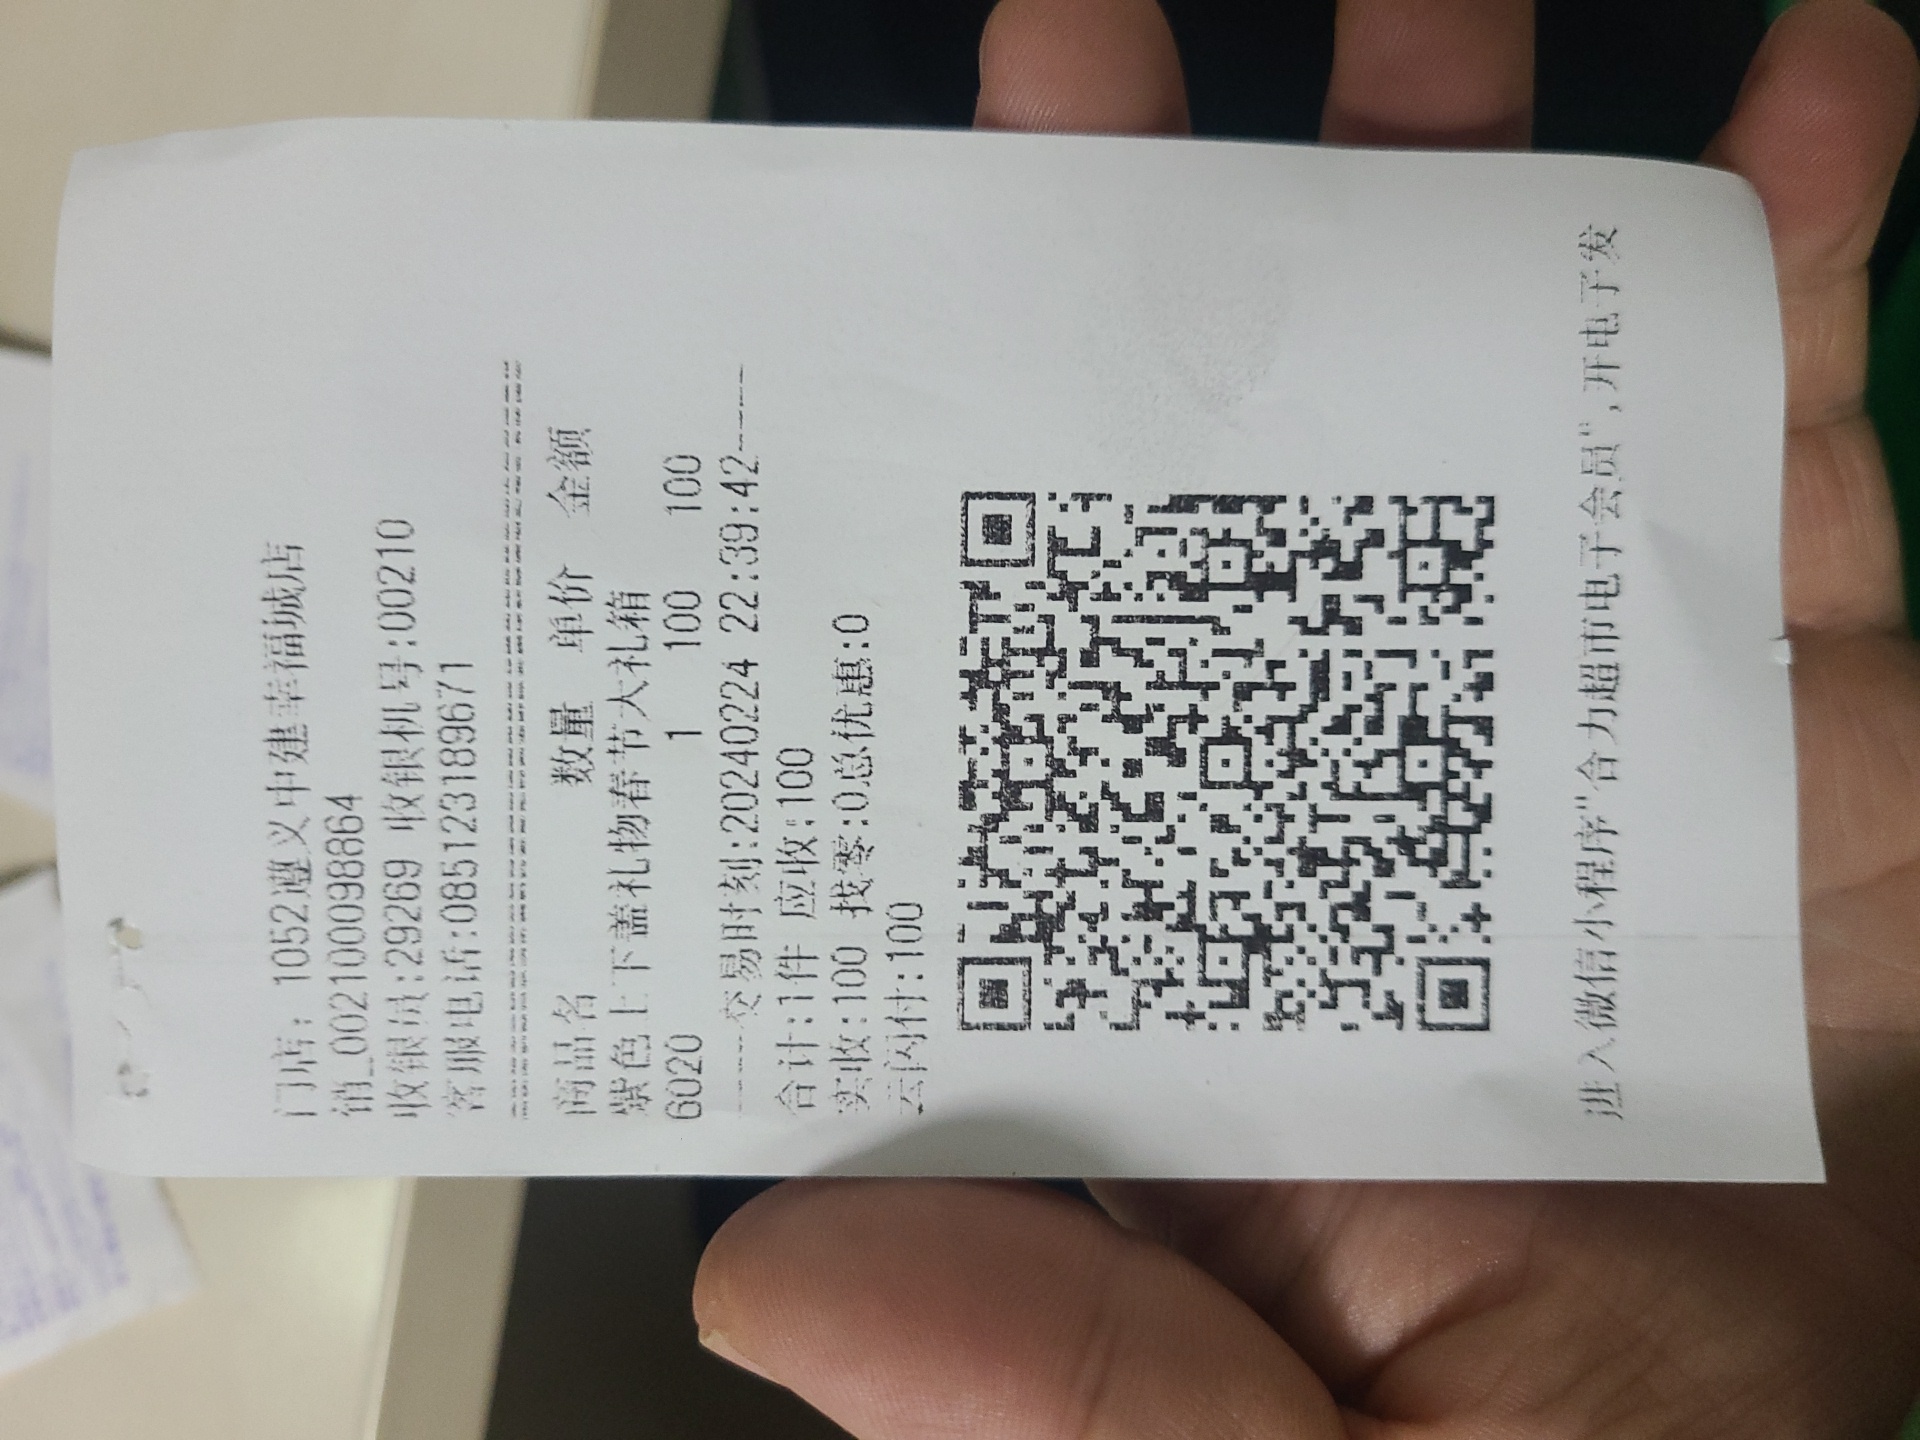 门店: 1052遵义中建幸福城店
销_002100098864
收银员:29269 收银机号:00210
客服电话:085123189671
商品名 数量 单价 金额
紫色上下盖礼物春节大礼箱
6020 1 100 100
-----交易时刻:20240224 22:39:42----
合计:1件 应收:100
实收:100 找零:0总优惠:0
云闪付:100
进入微信小程序"合力超市电子会员",开电子发